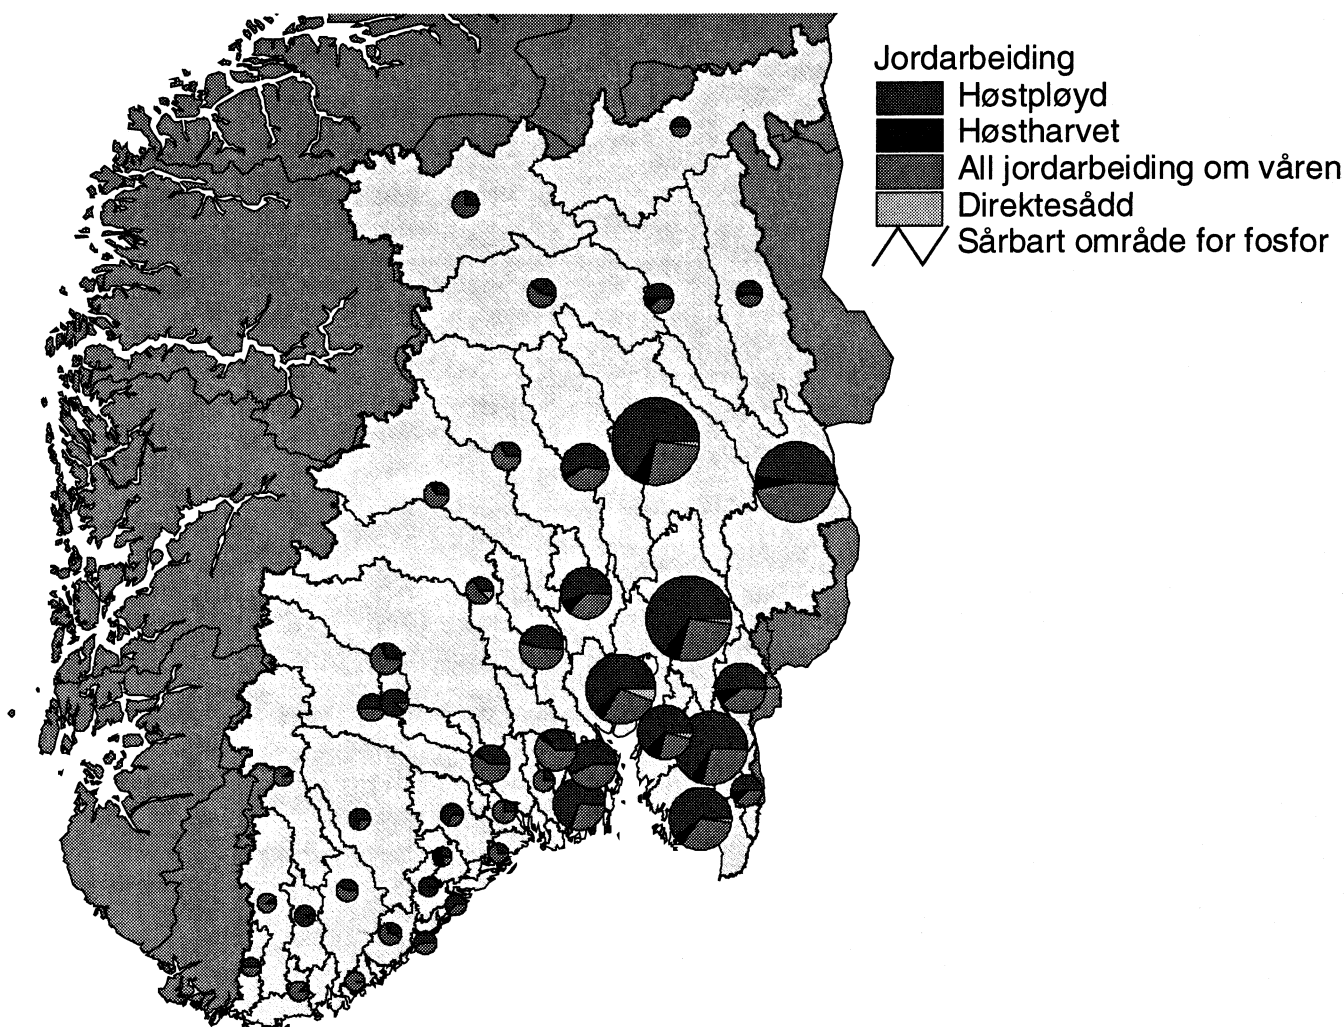 Jordarbeiding
Høstpløyd
Høstharvet
All jordarbeiding om våren
Direktesådd
Sårbart område for fosfor